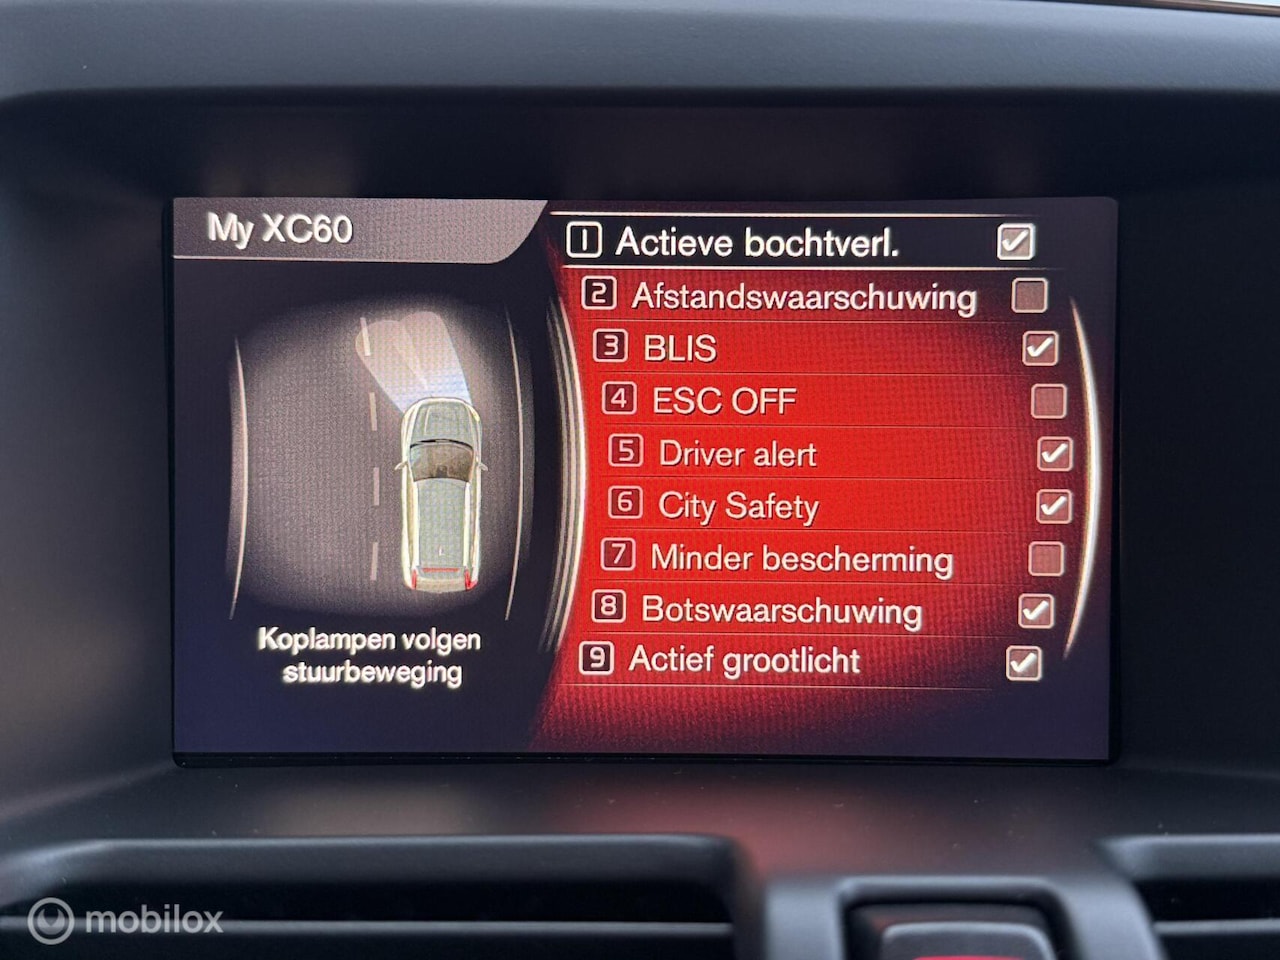 My XC60
1 Actieve bochtverl.
2 Afstandswaarschuwing
3 BLIS
4 ESC OFF
5 Driver alert
6 City Safety
7 Minder bescherming
8 Botswaarschuwing
9 Actief grootlicht
Koplampen volgen
stuurbeweging
mobilox